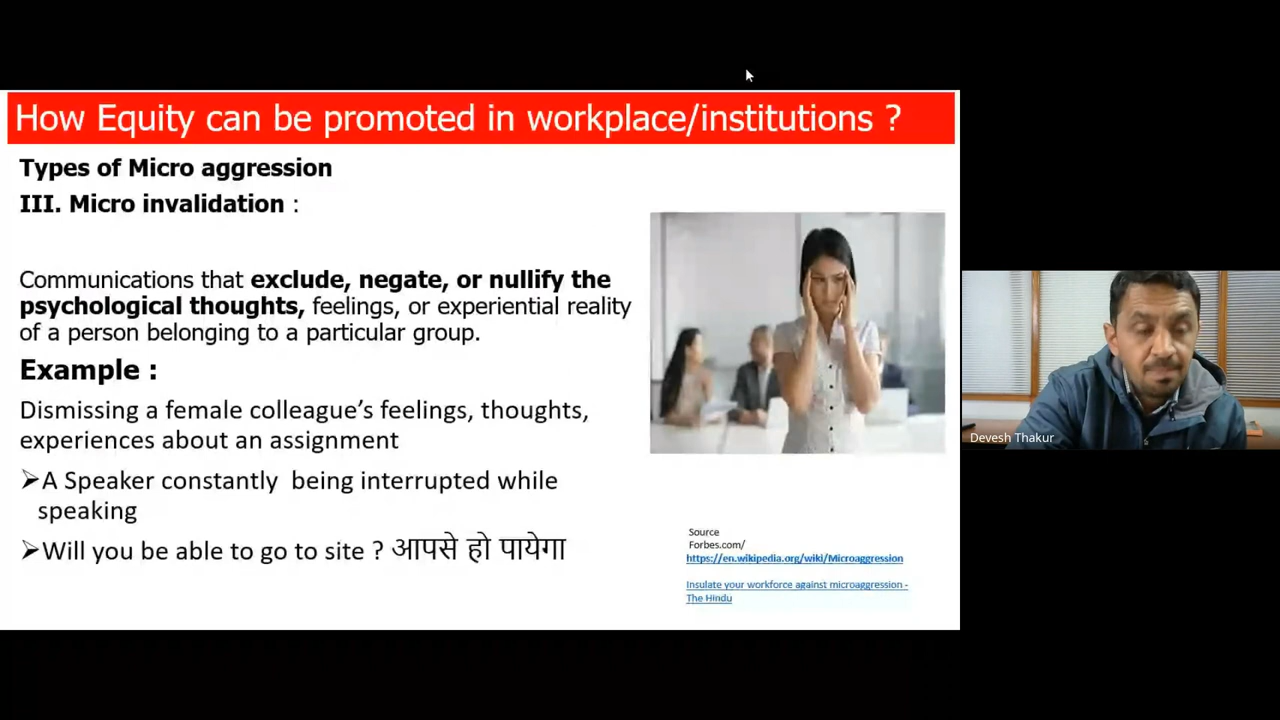 How Equity can be promoted in workplace/institutions ?
Types of Micro aggression
III. Micro invalidation :
Communications that exclude, negate, or nullify the
psychological thoughts, feelings, or experiential reality
of a person belonging to a particular group.
Example :
Dismissing a female colleague’s feelings, thoughts,
experiences about an assignment
➢A Speaker constantly being interrupted while
speaking
➢Will you be able to go to site ? आपसे हो पायेगा
Source
Forbes.com/
https://en.wikipedia.org/wiki/Microaggression
Insulate your workforce against microaggression -
The Hindu
Devesh Thakur